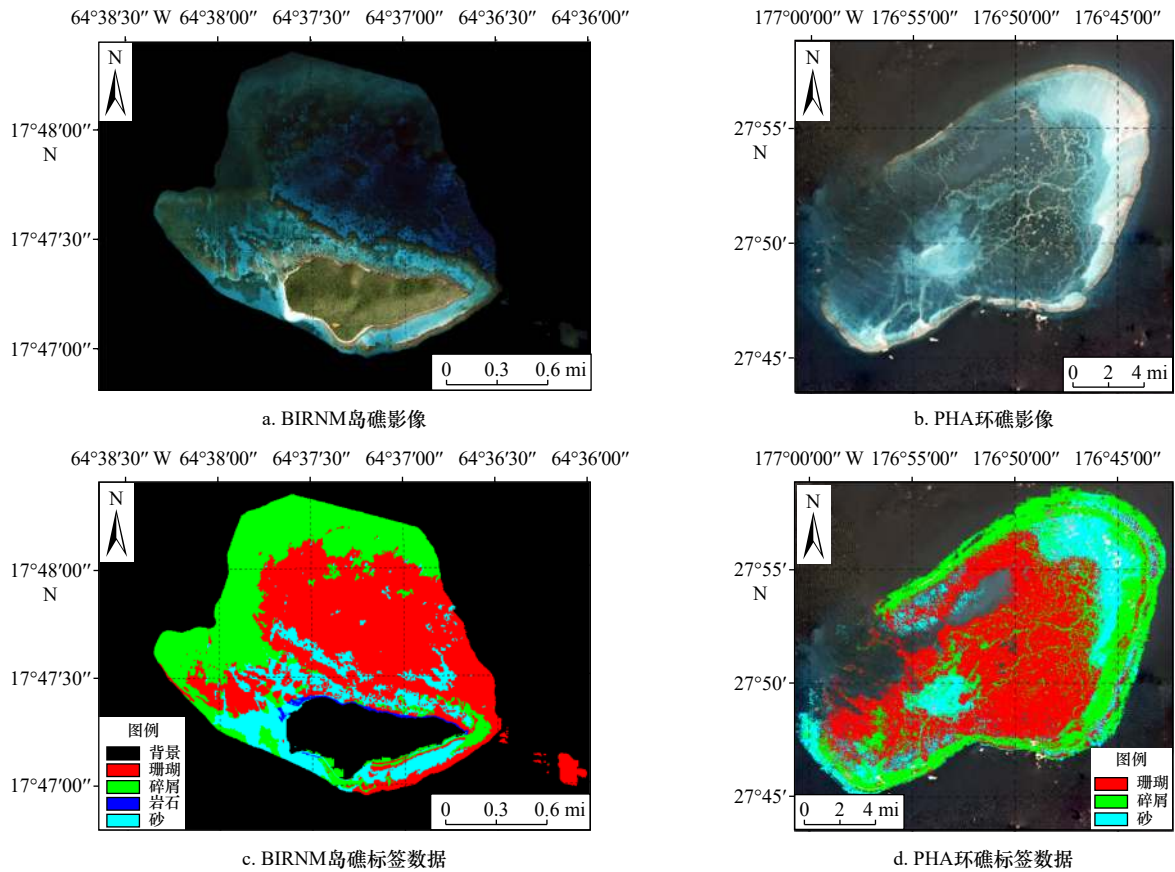 64°38′30″ W 64°38′00″ 64°37′30″ 64°37′00″ 64°36′30″ 64°36′00″
N
17°48′00″
N
17°47′30″
17°47′00″
0 0.3 0.6 mi
a. BIRNM岛礁影像
177°00′00″ W 176°55′00″ 176°50′00″ 176°45′00″
N
27°55′
N
27°50′
27°45′
0 2 4 mi
b. PHA环礁影像
64°38′30″ W 64°38′00″ 64°37′30″ 64°37′00″ 64°36′30″ 64°36′00″
N
17°48′00″
N
17°47′30″
17°47′00″
图例
背景
珊瑚
碎屑
岩石
砂
0 0.3 0.6 mi
c. BIRNM岛礁标签数据
177°00′00″ W 176°55′00″ 176°50′00″ 176°45′00″
N
27°55′
N
27°50′
27°45′
0 2 4 mi
图例
珊瑚
碎屑
砂
d. PHA环礁标签数据